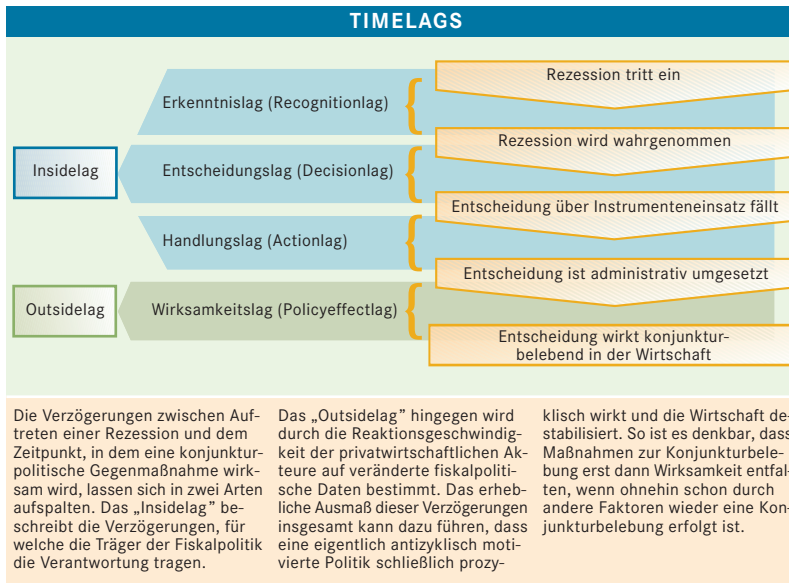 TIMELAGS
Rezession tritt ein
Erkenntnislag (Recognitionlag)
Rezession wird wahrgenommen
Insidelag
Entscheidungslag (Decisionlag)
Entscheidung über Instrumenteneinsatz fällt
Handlungslag (Actionlag)
Entscheidung ist administrativ umgesetzt
Outsidelag
Wirksamkeitslag (Policyeffectlag)
Entscheidung wirkt konjunktur-
belebend in der Wirtschaft
Die Verzögerungen zwischen Auf-
treten einer Rezession und dem
Zeitpunkt, in dem eine konjunktur-
politische Gegenmaßnahme wirk-
sam wird, lassen sich in zwei Arten
aufspalten. Das „Insidelag" be-
schreibt die Verzögerungen, für
welche die Träger der Fiskalpolitik
die Verantwortung tragen.
Das „Outsidelag" hingegen wird
durch die Reaktionsgeschwindig-
keit der privatwirtschaftlichen Ak-
teure auf veränderte fiskalpoliti-
sche Daten bestimmt. Das erheb-
liche Ausmaß dieser Verzögerungen
insgesamt kann dazu führen, dass
eine eigentlich antizyklisch moti-
vierte Politik schließlich prozy-
klisch wirkt und die Wirtschaft de-
stabilisiert. So ist es denkbar, dass
Maßnahmen zur Konjunkturbele-
bung erst dann Wirksamkeit entfal-
ten, wenn ohnehin schon durch
andere Faktoren wieder eine Kon-
junkturbelebung erfolgt ist.